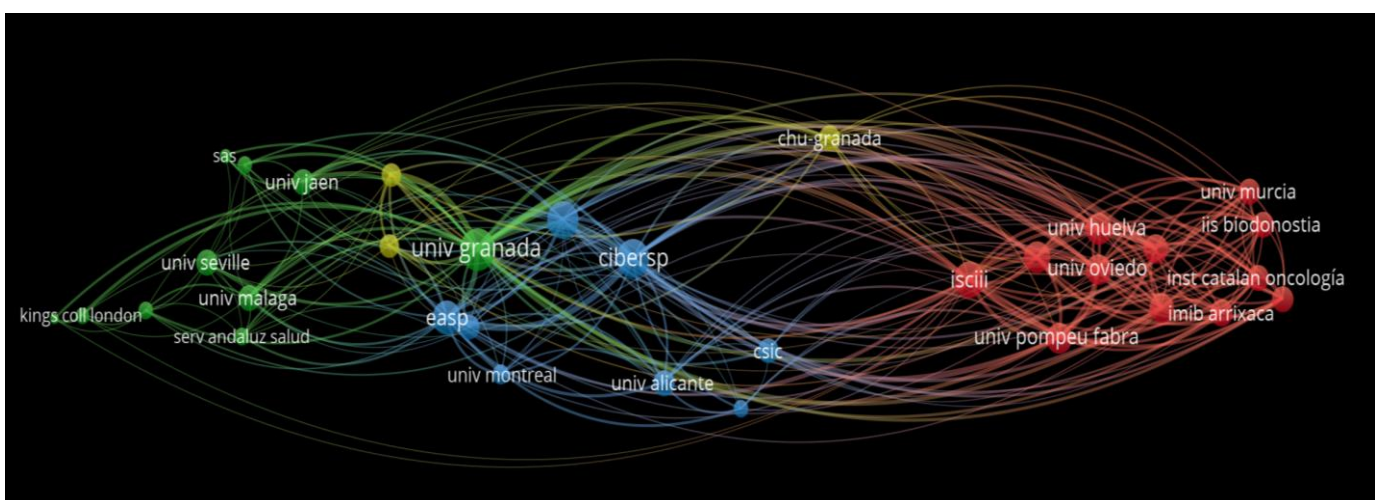 chu-granada
sas
univ jaen
univ murcia
iis biodonostia
univ huelva
univ granada
cibersp
univ seville
univ oviedo
isciii
inst catalan oncología
univ malaga
kings coll london
easp
imib arrixaca
serv andaluz salud
univ pompeu fabra
csic
univ montreal
univ alicante